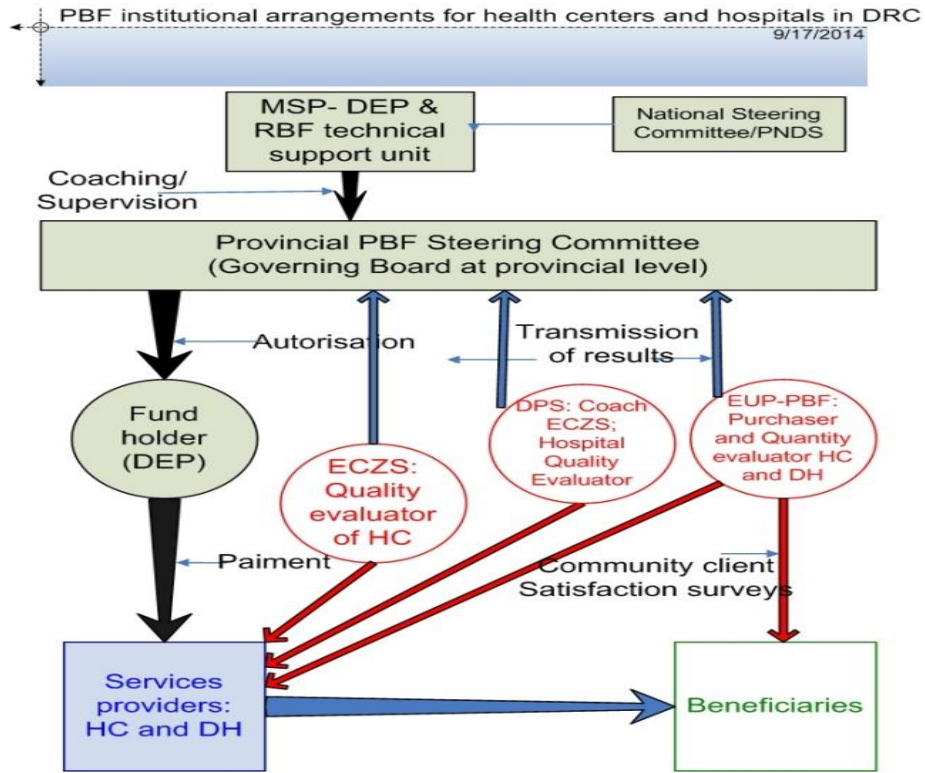 PBF institutional arrangements for health centers and hospitals in DRC
9/17/2014
MSP- DEP &
RBF technical
support unit
National Steering
Committee/PNDS
Coaching/
Supervision
Provincial PBF Steering Committee
(Governing Board at provincial level)
Autorisation
Transmission
of results
Fund
holder
(DEP)
ECZS:
Quality
evaluator
of HC
DPS: Coach
ECZS;
Hospital
Quality
Evaluator
EUP-PBF:
Purchaser
and Quantity
evaluator HC
and DH
Paiment
Community client
Satisfaction surveys
Services
providers:
HC and DH
Beneficiaries